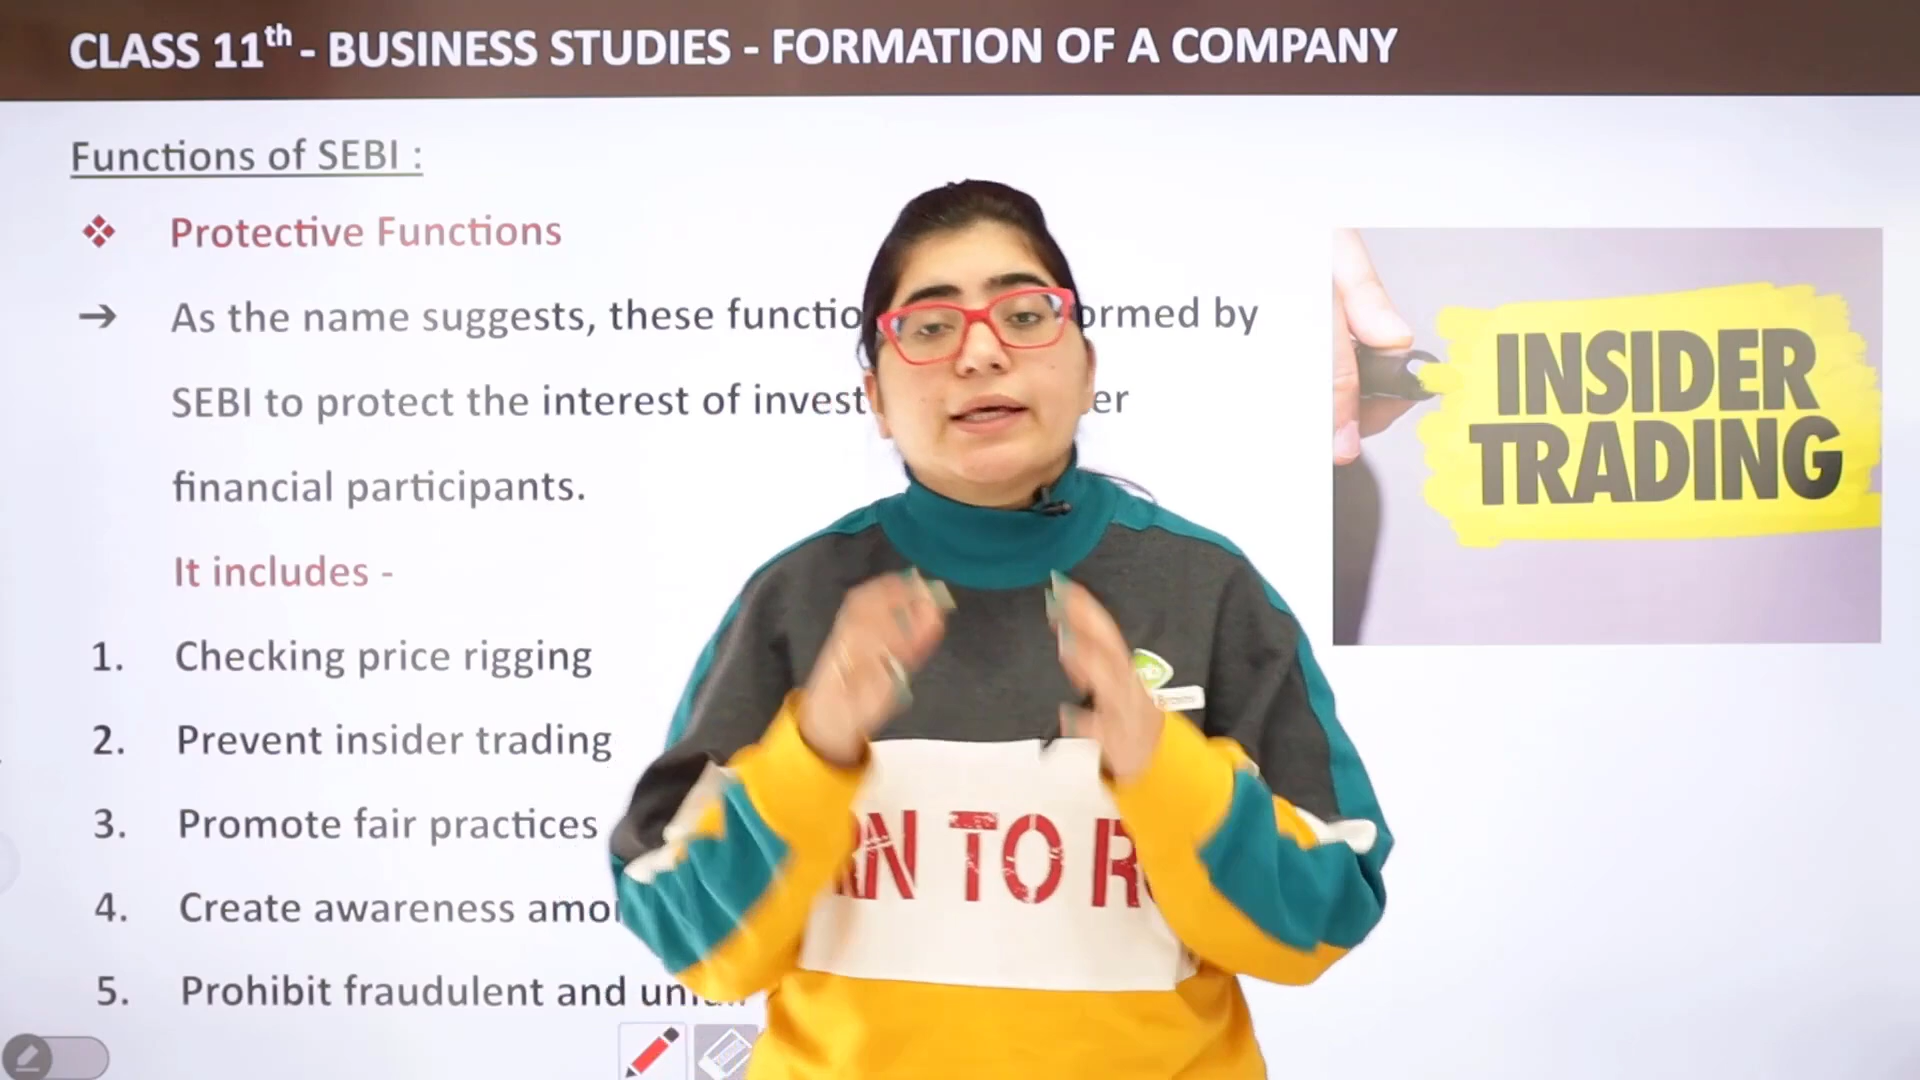 CLASS 11th - BUSINESS STUDIES - FORMATION OF A COMPANY
Functions of SEBI :
❖ Protective Functions
➔ As the name suggests, these functio ormed by
SEBI to protect the interest of invest er
financial participants.
It includes -
1. Checking price rigging
2. Prevent insider trading
3. Promote fair practices
4. Create awareness amo
5. Prohibit fraudulent and
INSIDER
TRADING
RN TO R